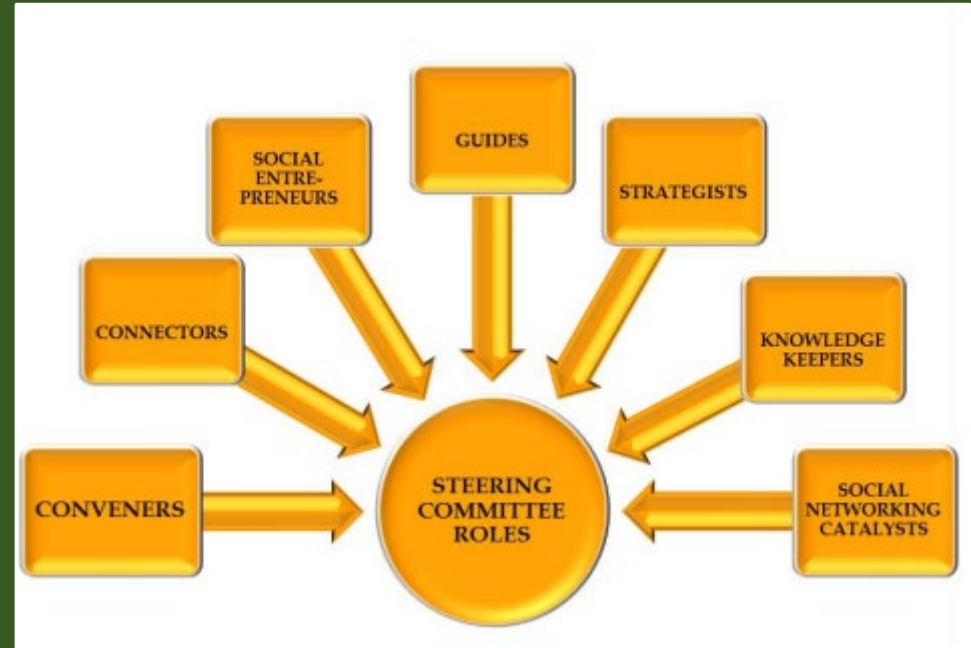 GUIDES
SOCIAL
ENTRE-
PRENEURS
STRATEGISTS
CONNECTORS
KNOWLEDGE
KEEPERS
CONVENERS
STEERING
COMMITTEE
ROLES
SOCIAL
NETWORKING
CATALYSTS